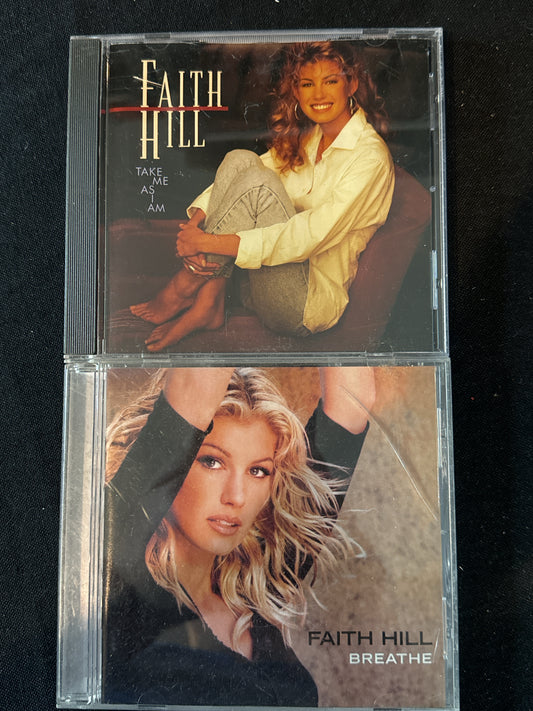 FAITH
HILL
TAKE
ME
AS
I
AM
FAITH HILL
BREATHE